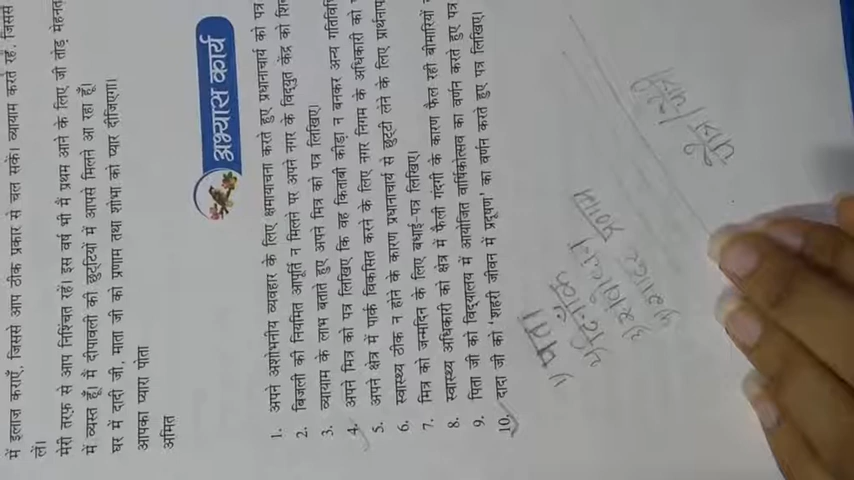 में इलाज कराएँ, जिससे आप ठीक प्रकार से चल सकें। व्यायाम करते रहें, जिससे
लें।
मेरी तरफ़ से आप निश्चिंत रहें। इस वर्ष भी मैं प्रथम आने के लिए जी तोड़ मेहनत
में व्यस्त हूँ। मैं दीपावली की छुट्टियों में आपसे मिलने आ रहा हूँ।
घर में दादी जी, माता जी को प्रणाम तथा शोभा को प्यार दीजिएगा।
आपका प्यारा पोता
अमित
अभ्यास कार्य
1. अपने अशोभनीय व्यवहार के लिए क्षमायाचना करते हुए प्रधानाचार्य को पत्र
2. बिजली की नियमित आपूर्ति न मिलने पर अपने नगर के विद्युत केंद्र को
3. व्यायाम के लाभ बताते हुए अपने मित्र को पत्र लिखिए।
4. अपने मित्र को पत्र लिखिए कि वह किताबी कीड़ा न बनकर अन्य
5. अपने क्षेत्र में पार्क विकसित करने के लिए नगर निगम के अधिकारी को
6. स्वास्थ्य ठीक न होने के कारण प्रधानाचार्य से छुट्टी लेने के लिए
7. मित्र को जन्मदिन के लिए बधाई-पत्र लिखिए।
8. स्वास्थ्य अधिकारी को क्षेत्र में फैली गंदगी के कारण फैल रही बीमारियों
9. पिता जी को विद्यालय में आयोजित वार्षिकोत्सव का वर्णन करते हुए पत्र
10. दादा जी को 'शहरी जीवन में प्रदूषण' का वर्णन करते हुए पत्र लिखिए।
पता
दिनाँक